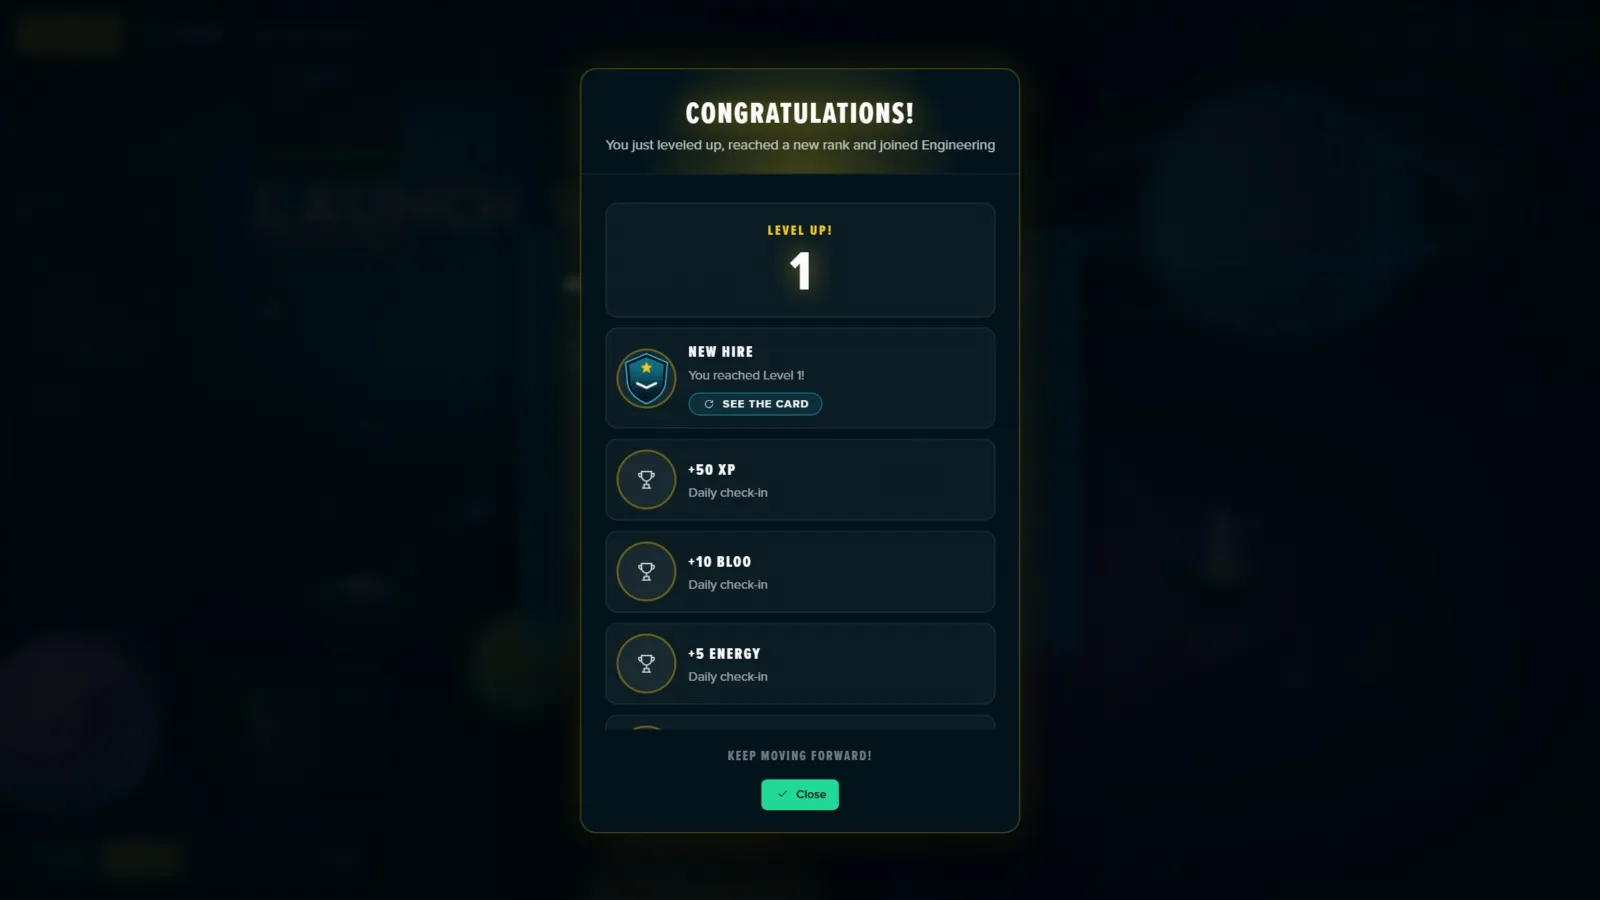 CONGRATULATIONS!
You just leveled up, reached a new rank and joined Engineering
LEVEL UP!
1
NEW HIRE
You reached Level 1!
SEE THE CARD
+50 XP
Daily check-in
+10 BLOO
Daily check-in
+5 ENERGY
Daily check-in
KEEP MOVING FORWARD!
Close